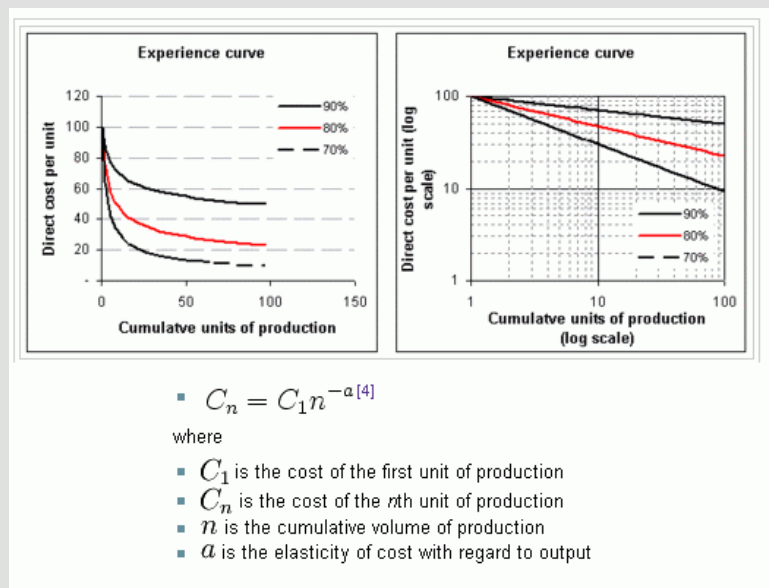 Experience curve
Direct cost per unit
120
100
80
60
40
20
-
0
50
100
150
90%
80%
70%
Cumulatve units of production
Experience curve
Direct cost per unit (log
scale)
100
10
1
1
10
100
90%
80%
70%
Cumulatve units of production
(log scale)
Cₙ = C₁n⁻ᵃ [4]
where
C₁ is the cost of the first unit of production
Cₙ is the cost of the nth unit of production
n is the cumulative volume of production
a is the elasticity of cost with regard to output